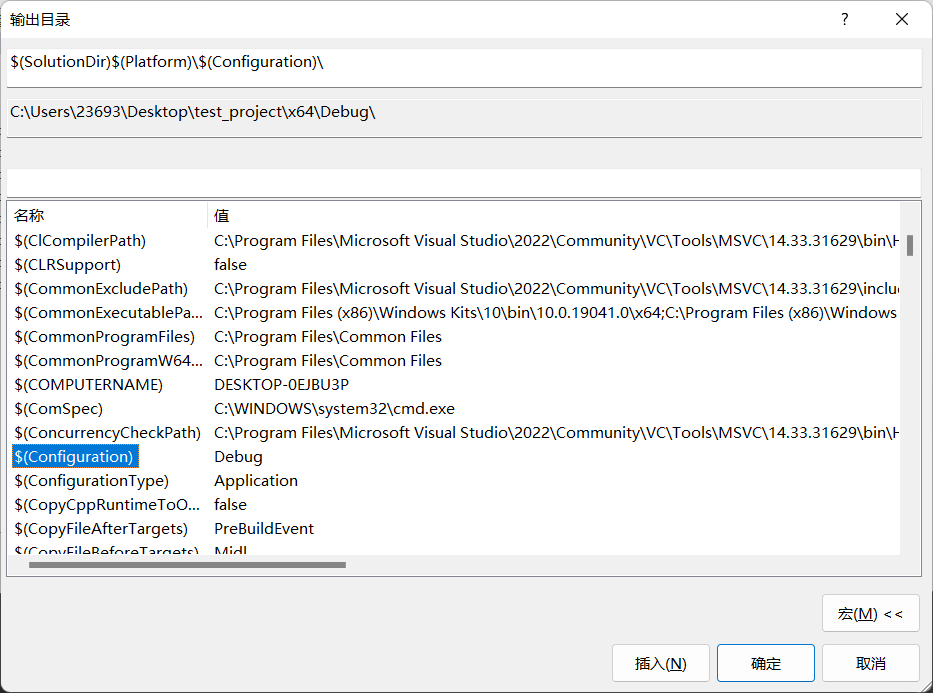 输出目录
$(SolutionDir)$(Platform)\$(Configuration)\
C:\Users\23693\Desktop\test_project\x64\Debug\
名称 值
$(ClCompilerPath) C:\Program Files\Microsoft Visual Studio\2022\Community\VC\Tools\MSVC\14.33.31629\bin\H
$(CLRSupport) false
$(CommonExcludePath) C:\Program Files\Microsoft Visual Studio\2022\Community\VC\Tools\MSVC\14.33.31629\inclu
$(CommonExecutablePa... C:\Program Files (x86)\Windows Kits\10\bin\10.0.19041.0\x64;C:\Program Files (x86)\Windows
$(CommonProgramFiles) C:\Program Files\Common Files
$(CommonProgramW64... C:\Program Files\Common Files
$(COMPUTERNAME) DESKTOP-0EJBU3P
$(ComSpec) C:\WINDOWS\system32\cmd.exe
$(ConcurrencyCheckPath) C:\Program Files\Microsoft Visual Studio\2022\Community\VC\Tools\MSVC\14.33.31629\bin\H
$(Configuration) Debug
$(ConfigurationType) Application
$(CopyCppRuntimeToO... false
$(CopyFileAfterTargets) PreBuildEvent
$(CopyFileBeforeTargets) Midl
宏(M) <<
插入(N) 确定 取消